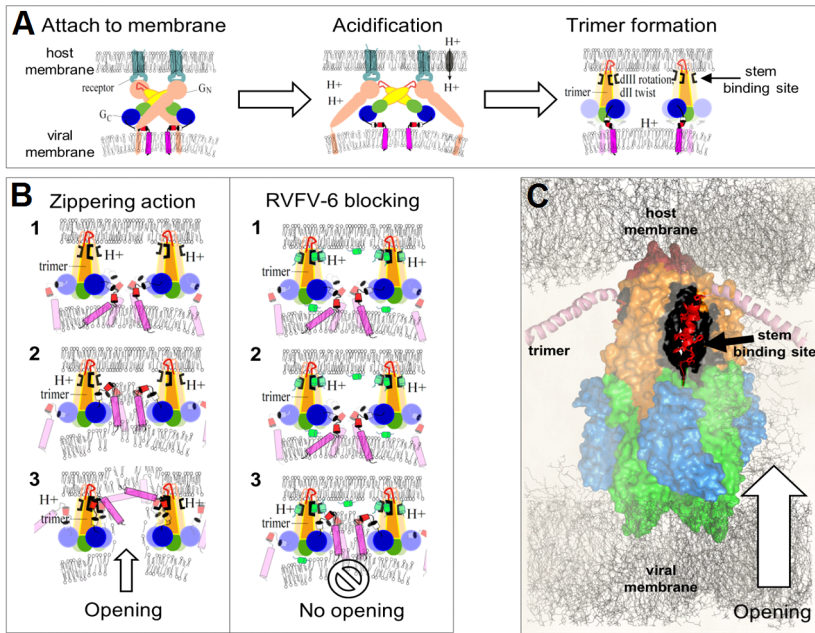 A
Attach to membrane
Acidification
Trimer formation
host
membrane
receptor
GN
GC
viral
membrane
H+
H+
H+
H+
trimer
dIII rotation,
dII twist
stem
binding site
H+
B
Zippering action
1
trimer
H+
2
H+
H+
trimer
3
H+
trimer
Opening
RVFV-6 blocking
1
H+
H+
trimer
2
H+
H+
trimer
3
H+
H+
trimer
No opening
C
host
membrane
trimer
stem
binding site
viral
membrane
Opening